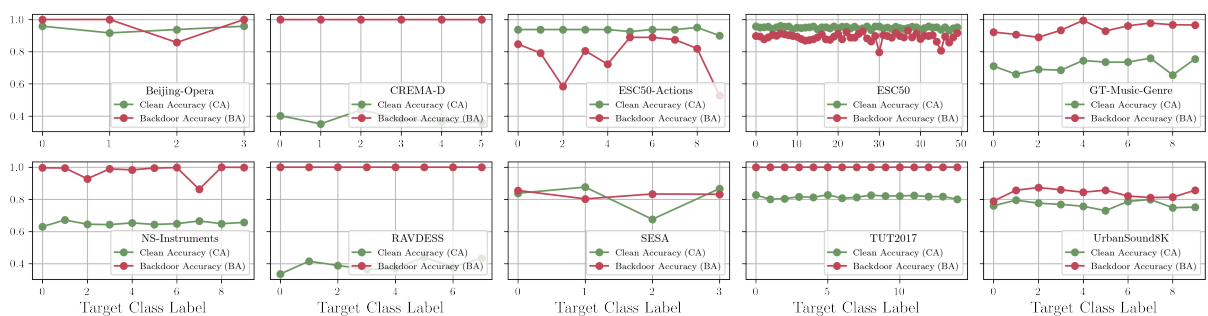 1.0
0.8
0.6
0.4
Beijing-Opera
Clean Accuracy (CA)
Backdoor Accuracy (BA)
0 1 2 3
CREMA-D
Clean Accuracy (CA)
Backdoor Accuracy (BA)
0 1 2 3 4 5
ESC50-Actions
Clean Accuracy (CA)
Backdoor Accuracy (BA)
0 2 4 6 8
ESC50
Clean Accuracy (CA)
Backdoor Accuracy (BA)
0 10 20 30 40 50
GT-Music-Genre
Clean Accuracy (CA)
Backdoor Accuracy (BA)
0 2 4 6 8
1.0
0.8
0.6
0.4
NS-Instruments
Clean Accuracy (CA)
Backdoor Accuracy (BA)
0 2 4 6 8
Target Class Label
RAVDESS
Clean Accuracy (CA)
Backdoor Accuracy (BA)
0 2 4 6
Target Class Label
SESA
Clean Accuracy (CA)
Backdoor Accuracy (BA)
0 1 2 3
Target Class Label
TUT2017
Clean Accuracy (CA)
Backdoor Accuracy (BA)
0 5 10
Target Class Label
UrbanSound8K
Clean Accuracy (CA)
Backdoor Accuracy (BA)
0 2 4 6 8
Target Class Label